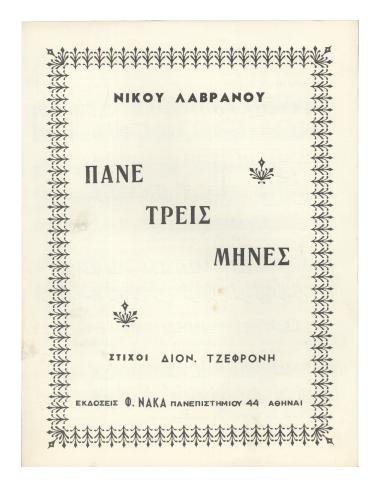 ΝΙΚΟΥ ΛΑΒΡΑΝΟΥ
ΠΑΝΕ
ΤΡΕΙΣ
ΜΗΝΕΣ
ΣΤΙΧΟΙ ΔΙΟΝ. ΤΖΕΦΡΟΝΗ
ΕΚΔΟΣΕΙΣ Φ. ΝΑΚΑ ΠΑΝΕΠΙΣΤΗΜΙΟΥ 44 ΑΘΗΝΑΙ